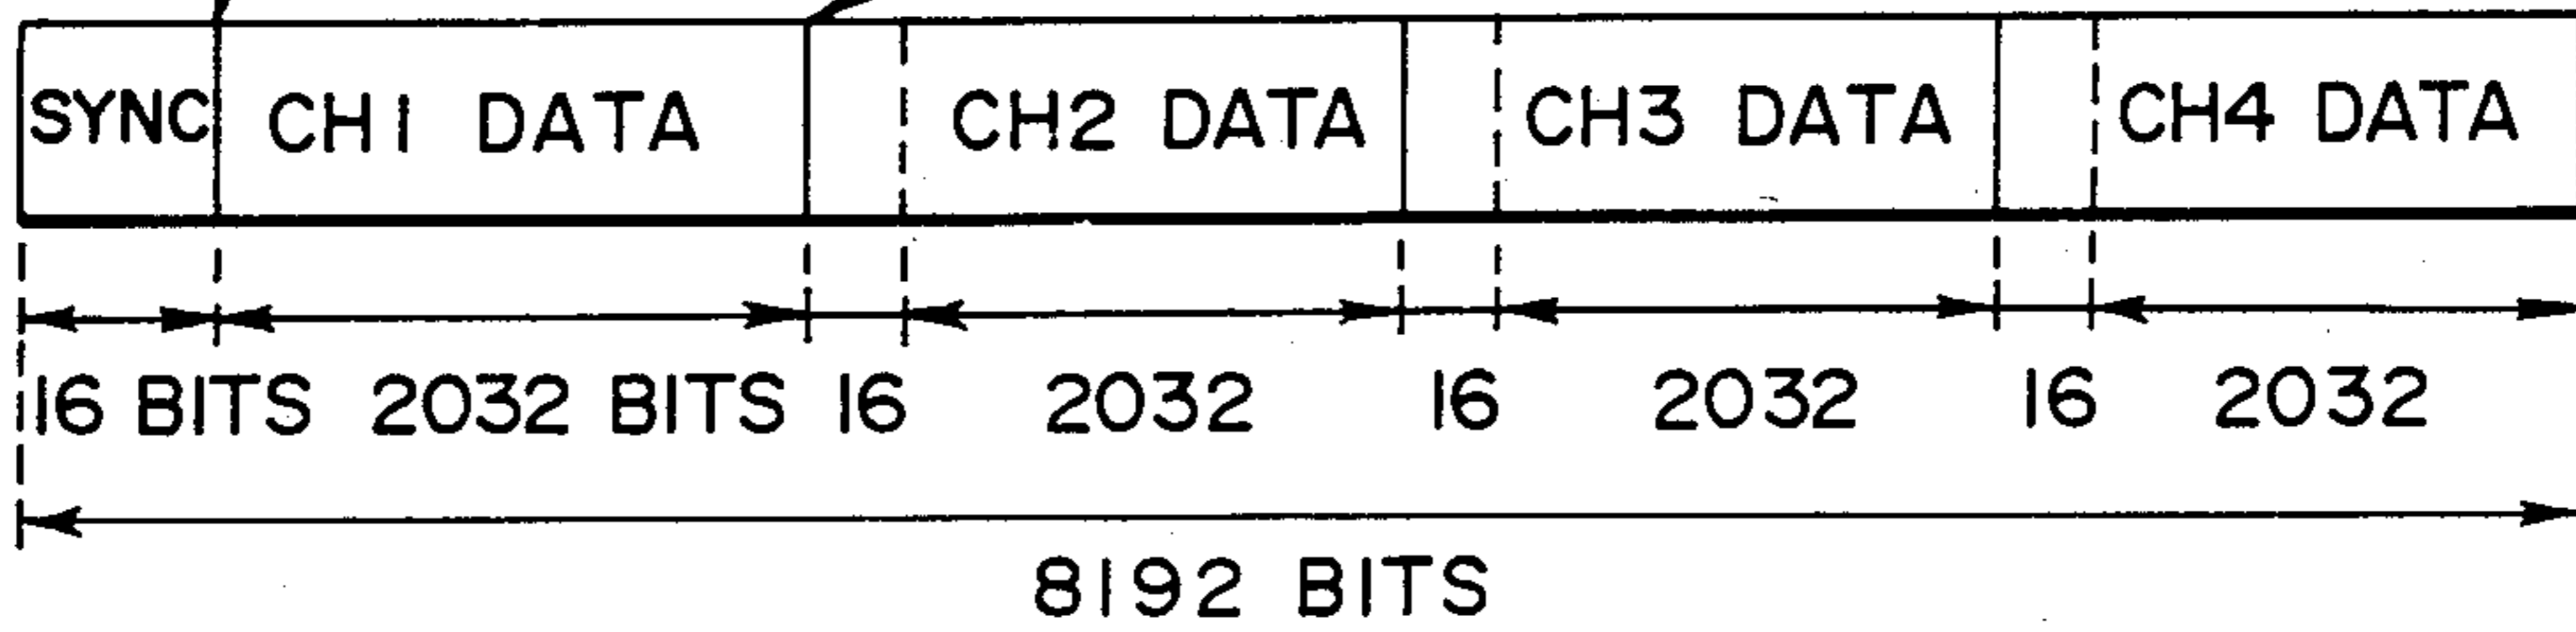 SYNC CH1 DATA CH2 DATA CH3 DATA CH4 DATA
16 BITS 2032 BITS 16 2032 16 2032 16 2032
8192 BITS